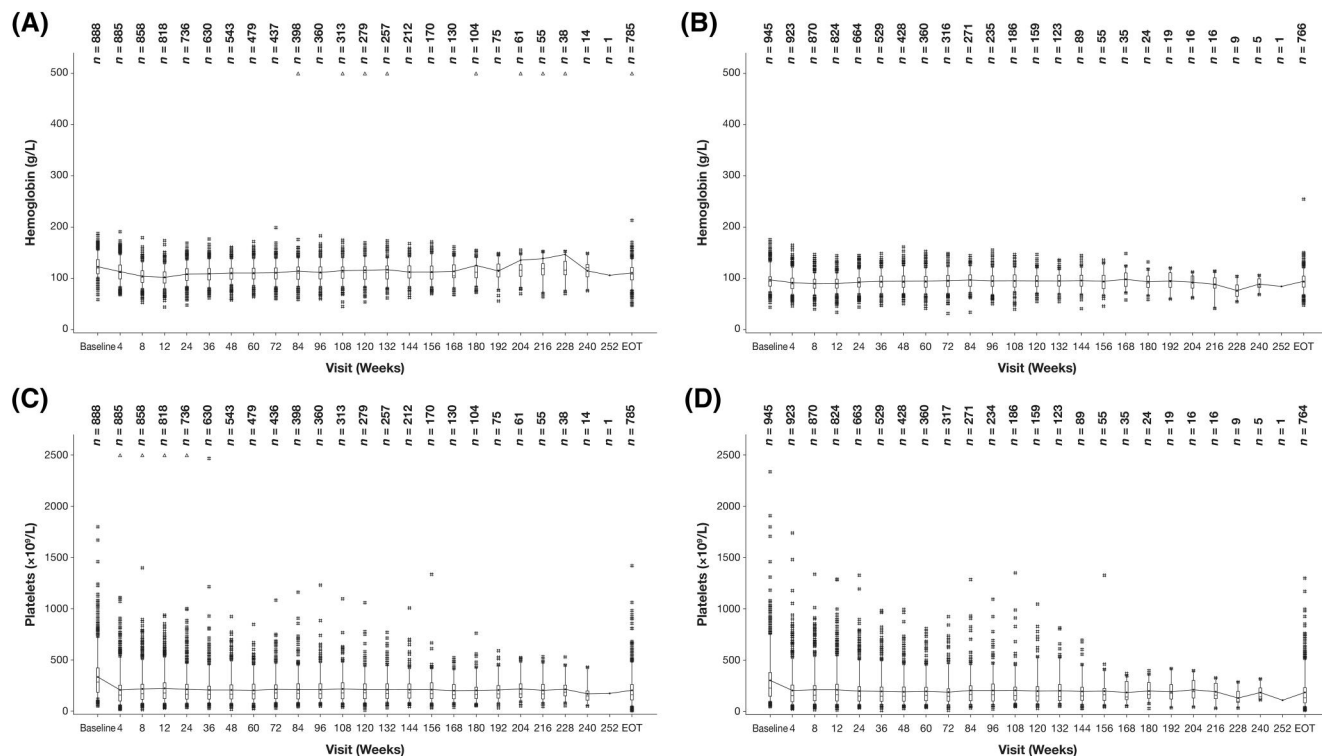 (A)
n = 888 n = 885 n = 858 n = 818 n = 736 n = 630 n = 543 n = 479 n = 437 n = 398 n = 360 n = 313 n = 279 n = 257 n = 212 n = 170 n = 130 n = 104 n = 75 n = 61 n = 55 n = 38 n = 14 n = 1 n = 785
Hemoglobin (g/L)
500
400
300
200
100
0
Baseline 4 8 12 24 36 48 60 72 84 96 108 120 132 144 156 168 180 192 204 216 228 240 252 EOT
Visit (Weeks)
(B)
n = 945 n = 923 n = 870 n = 824 n = 664 n = 529 n = 428 n = 360 n = 316 n = 271 n = 235 n = 186 n = 159 n = 123 n = 89 n = 55 n = 35 n = 24 n = 19 n = 16 n = 16 n = 9 n = 5 n = 1 n = 766
Hemoglobin (g/L)
500
400
300
200
100
0
Baseline 4 8 12 24 36 48 60 72 84 96 108 120 132 144 156 168 180 192 204 216 228 240 252 EOT
Visit (Weeks)
(C)
n = 888 n = 885 n = 858 n = 818 n = 736 n = 630 n = 543 n = 479 n = 436 n = 398 n = 360 n = 313 n = 279 n = 257 n = 212 n = 170 n = 130 n = 104 n = 75 n = 61 n = 55 n = 38 n = 14 n = 1 n = 785
Platelets (×10⁹/L)
2500
2000
1500
1000
500
0
Baseline 4 8 12 24 36 48 60 72 84 96 108 120 132 144 156 168 180 192 204 216 228 240 252 EOT
Visit (Weeks)
(D)
n = 945 n = 923 n = 870 n = 824 n = 663 n = 529 n = 428 n = 360 n = 317 n = 271 n = 234 n = 186 n = 159 n = 123 n = 89 n = 55 n = 35 n = 24 n = 19 n = 16 n = 16 n = 9 n = 5 n = 1 n = 764
Platelets (×10⁹/L)
2500
2000
1500
1000
500
0
Baseline 4 8 12 24 36 48 60 72 84 96 108 120 132 144 156 168 180 192 204 216 228 240 252 EOT
Visit (Weeks)